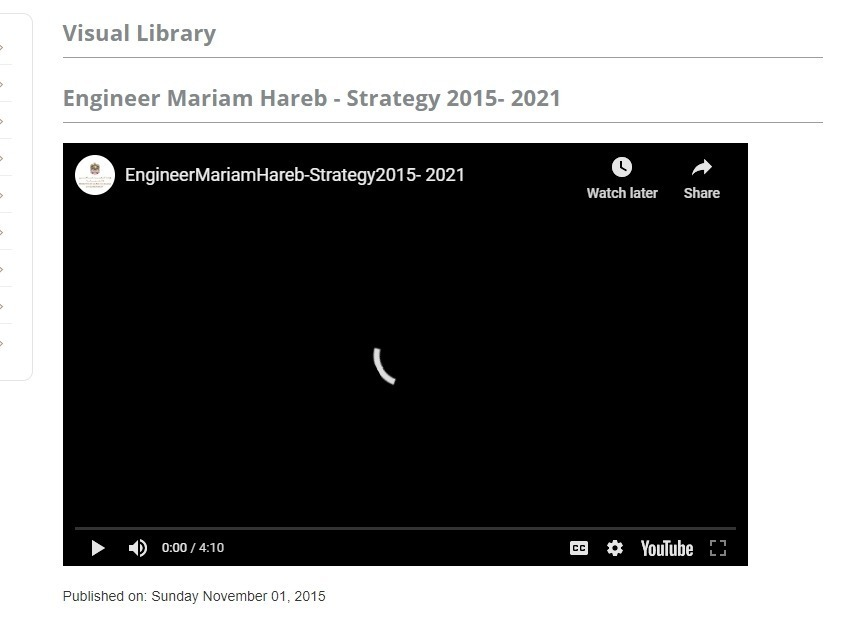 Visual Library
Engineer Mariam Hareb - Strategy 2015- 2021
EngineerMariamHareb-Strategy2015- 2021
Watch later
Share
0:00 / 4:10
CC
YouTube
Published on: Sunday November 01, 2015